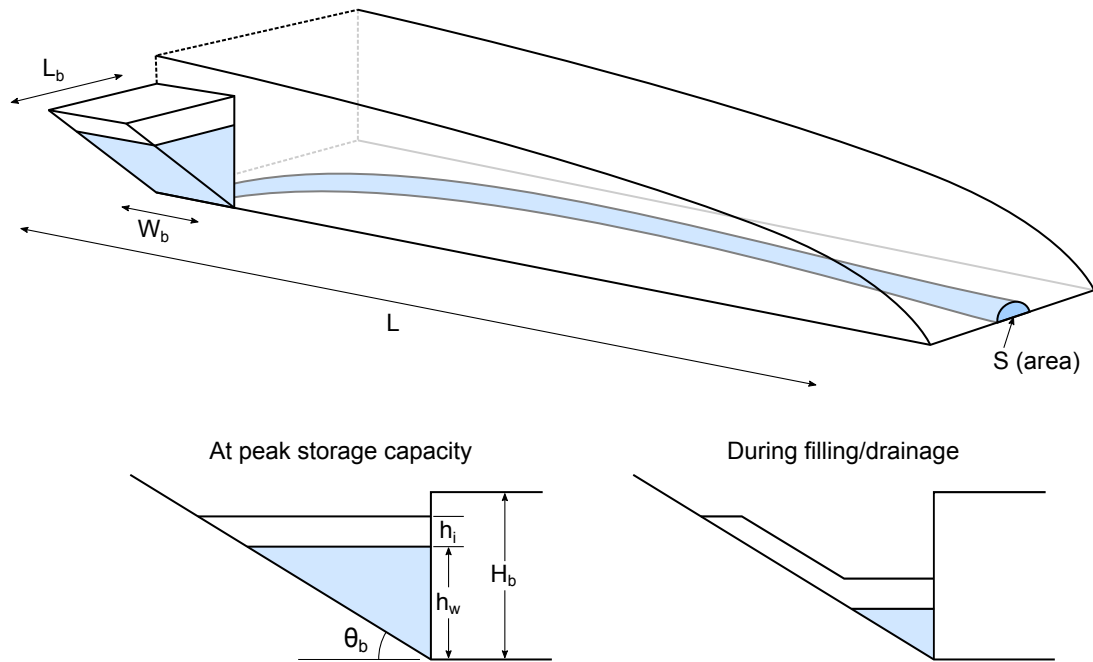 L_b
W_b
L
S (area)
At peak storage capacity
During filling/drainage
h_i
H_b
h_w
θ_b